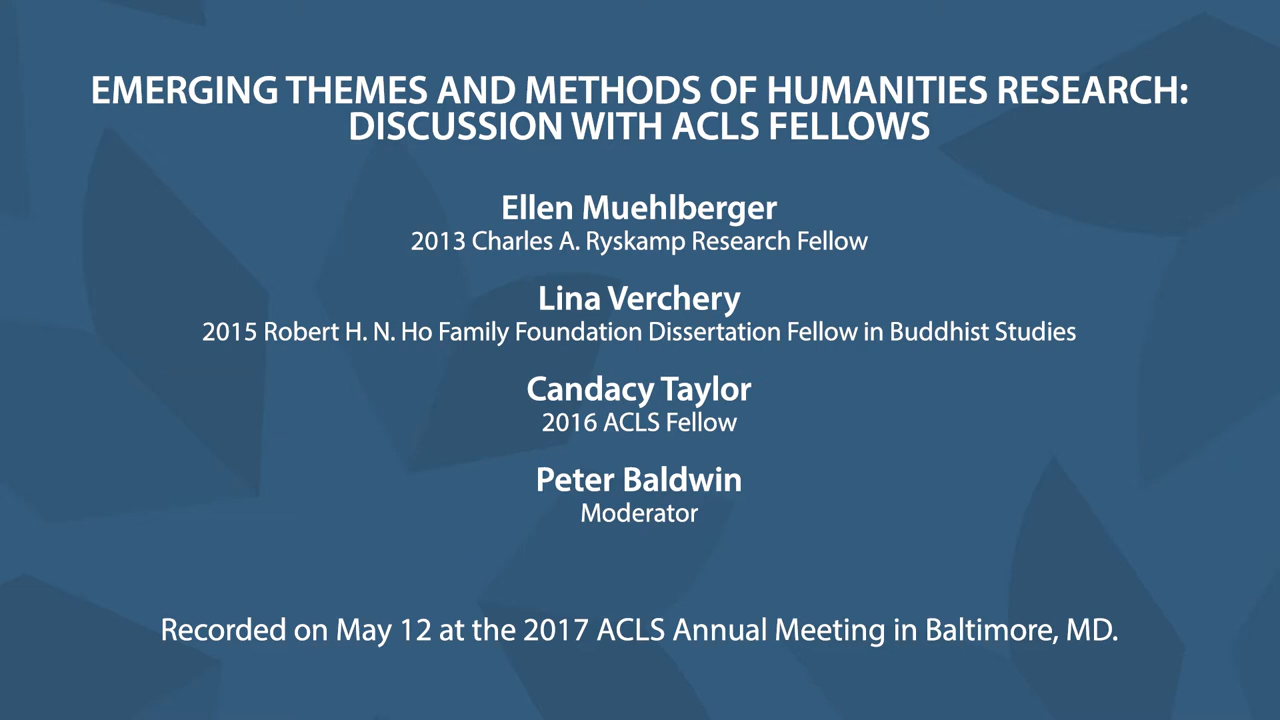 EMERGING THEMES AND METHODS OF HUMANITIES RESEARCH:
DISCUSSION WITH ACLS FELLOWS
Ellen Muehlberger
2013 Charles A. Ryskamp Research Fellow
Lina Verchery
2015 Robert H. N. Ho Family Foundation Dissertation Fellow in Buddhist Studies
Candacy Taylor
2016 ACLS Fellow
Peter Baldwin
Moderator
Recorded on May 12 at the 2017 ACLS Annual Meeting in Baltimore, MD.